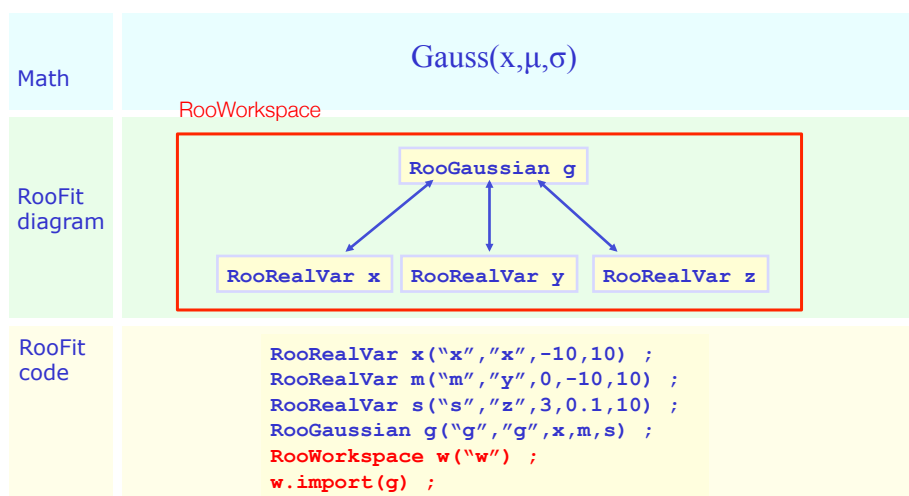 Math
Gauss(x,μ,σ)
RooWorkspace
RooFit
diagram
RooGaussian g
RooRealVar x
RooRealVar y
RooRealVar z
RooFit
code
RooRealVar x(“x”,”x”,-10,10) ;
RooRealVar m(“m”,”y”,0,-10,10) ;
RooRealVar s(“s”,”z”,3,0.1,10) ;
RooGaussian g(“g”,”g”,x,m,s) ;
RooWorkspace w(“w”) ;
w.import(g) ;